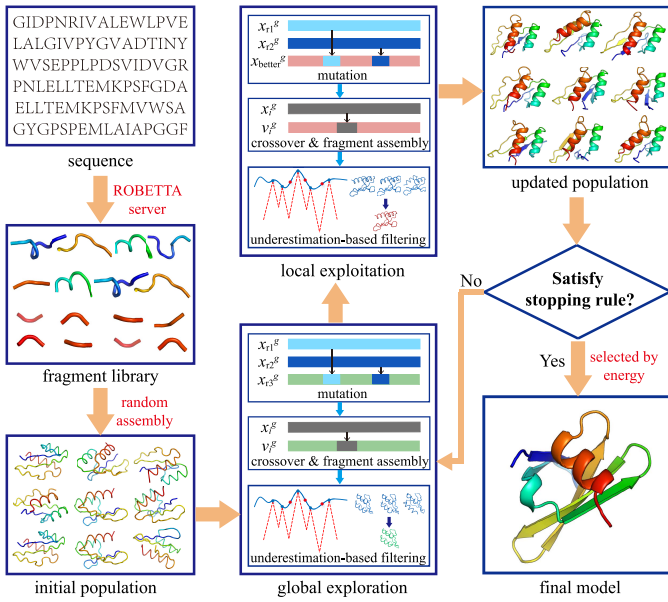 GIDPNRIVALEWLPVE
LALGIVPYGVADTINY
WVSEPPLPDSVIDVGR
PNLELLTEMKPSFGDA
ELLTEMKPSFMVWSA
GYGPSPEMLAIAPGGF
sequence
ROBETTA
server
fragment library
random
assembly
initial population
x_r1^g
x_r2^g
x_r3^g
mutation
x_i^g
v_i^g
crossover & fragment assembly
underestimation-based filtering
global exploration
x_r1^g
x_r2^g
x_better^g
mutation
x_i^g
v_i^g
crossover & fragment assembly
underestimation-based filtering
local exploitation
updated population
Satisfy
stopping rule?
No
Yes
selected by
energy
final model